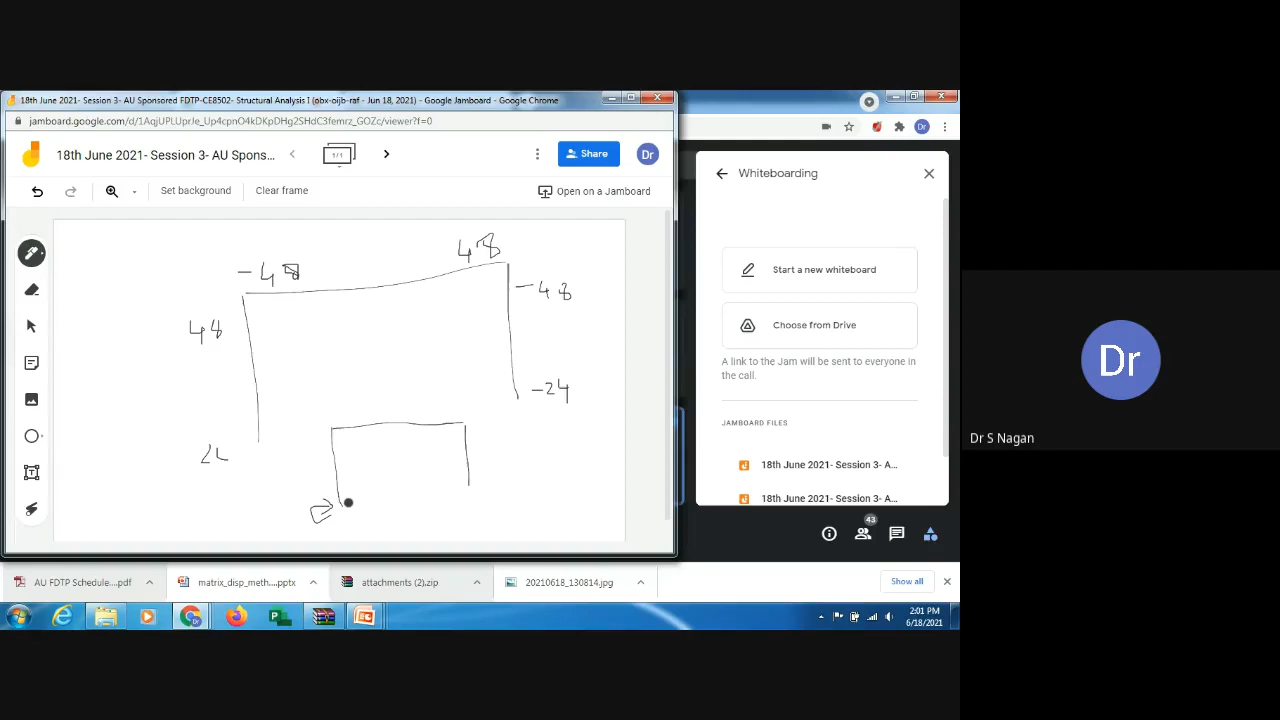 18th June 2021- Session 3- AU Sponsored FDTP-CE8502- Structural Analysis I (obx-oijb-raf - Jun 18, 2021) - Google Jamboard - Google Chrome
jamboard.google.com/d/1AqjUPLUprJe_Up4cpnO4kDKpDHg2SHdC3femrz_GOZc/viewer?f=0
18th June 2021- Session 3- AU Spons...
1/1
Share
Dr
Set background
Clear frame
Open on a Jamboard
-48
48
48
-48
-24
24
Dr
Whiteboarding
Start a new whiteboard
Choose from Drive
A link to the Jam will be sent to everyone in
the call.
JAMBOARD FILES
18th June 2021- Session 3- A...
18th June 2021- Session 3- A...
43
Dr
Dr S Nagan
AU FDTP Schedule....pdf
matrix_disp_meth....pptx
attachments (2).zip
20210618_130814.jpg
Show all
2:01 PM
6/18/2021